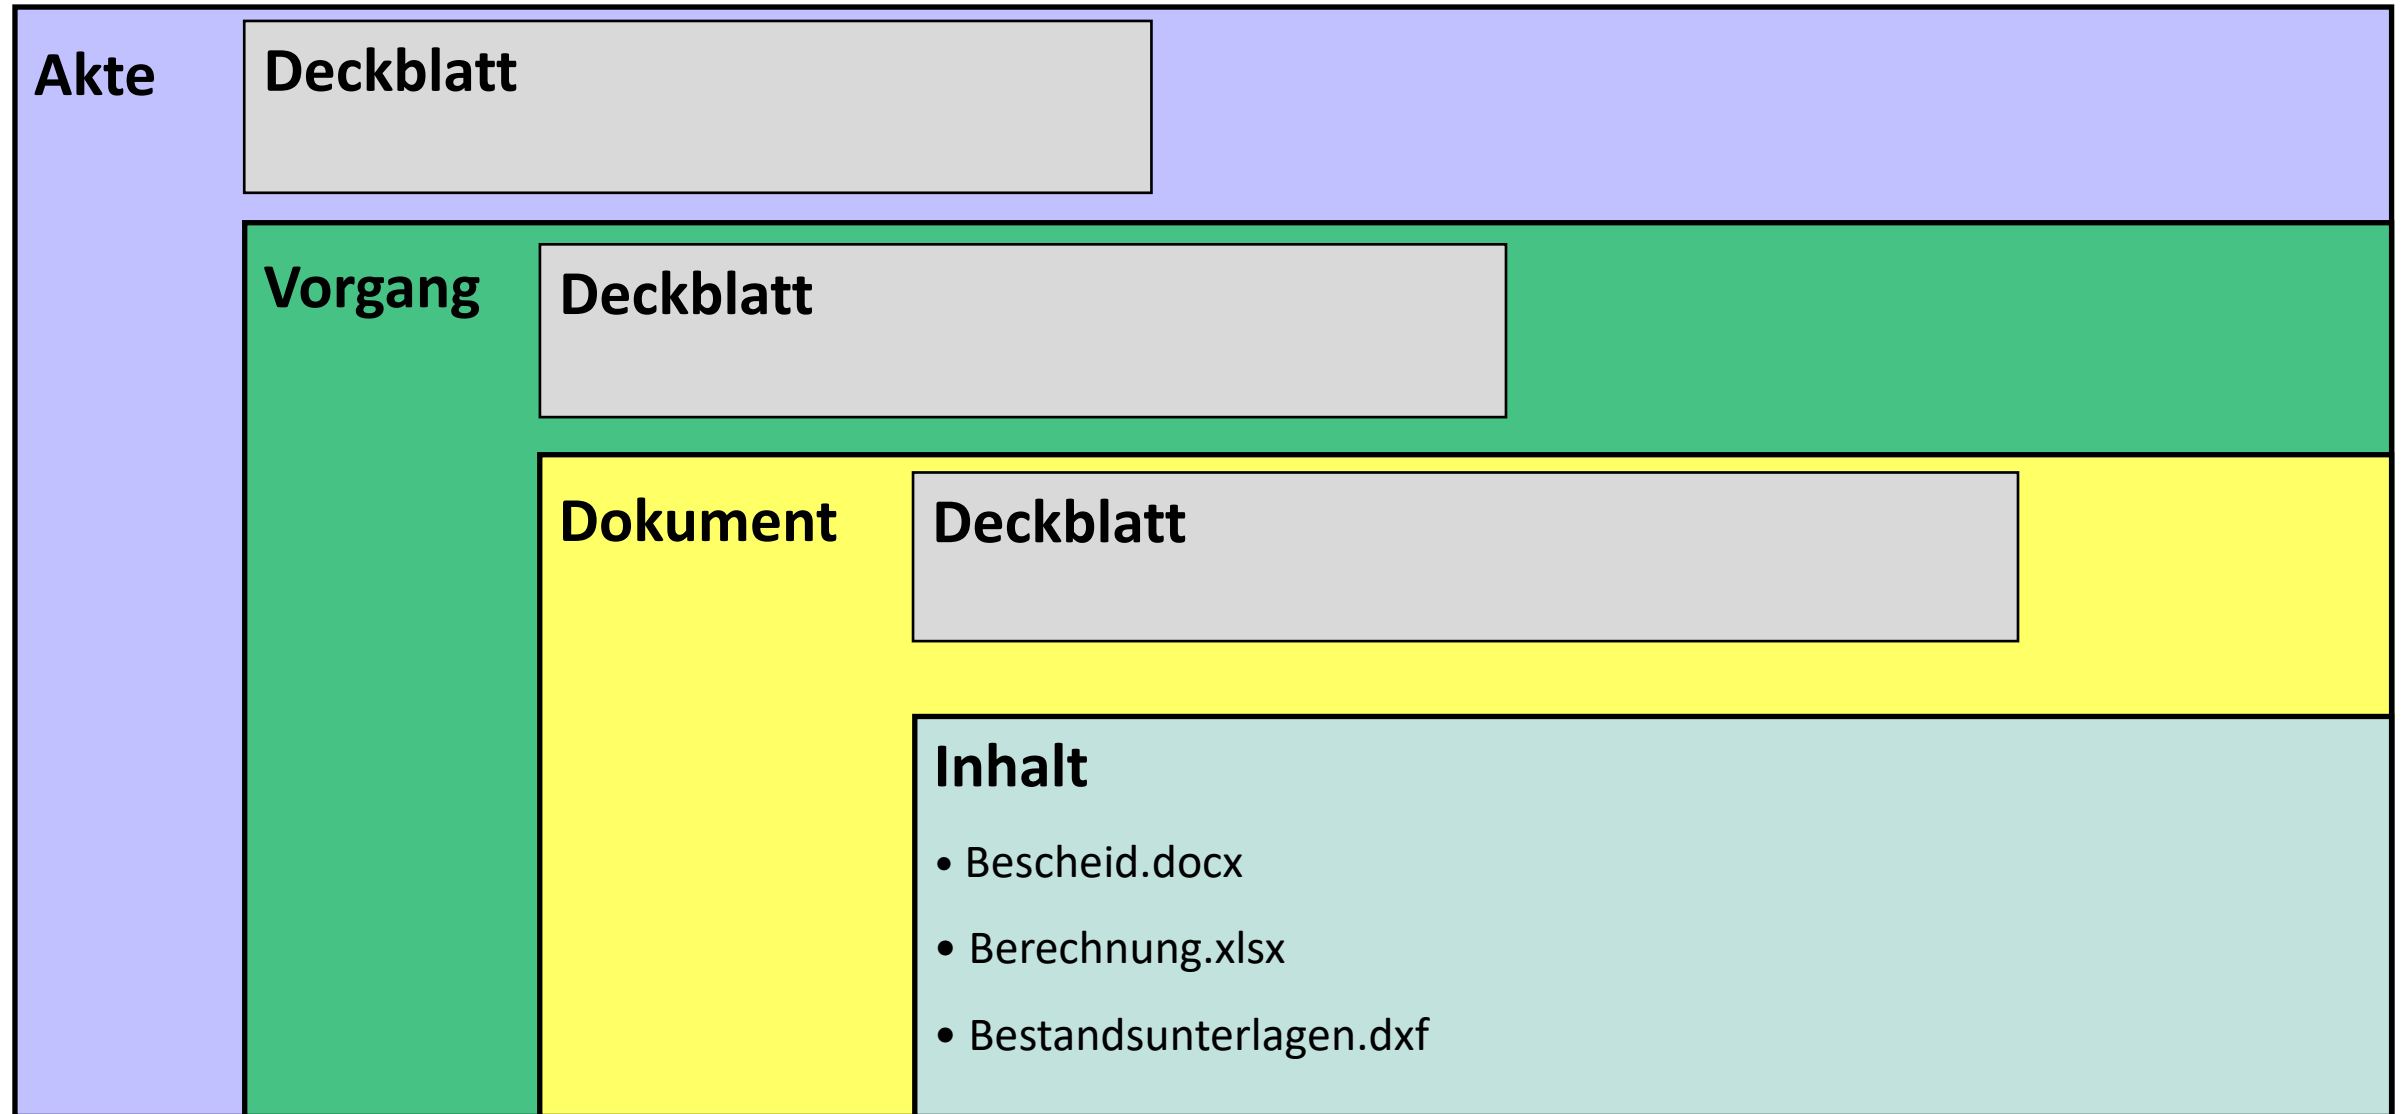 Akte
Deckblatt
Vorgang
Deckblatt
Dokument
Deckblatt
Inhalt
• Bescheid.docx
• Berechnung.xlsx
• Bestandsunterlagen.dxf